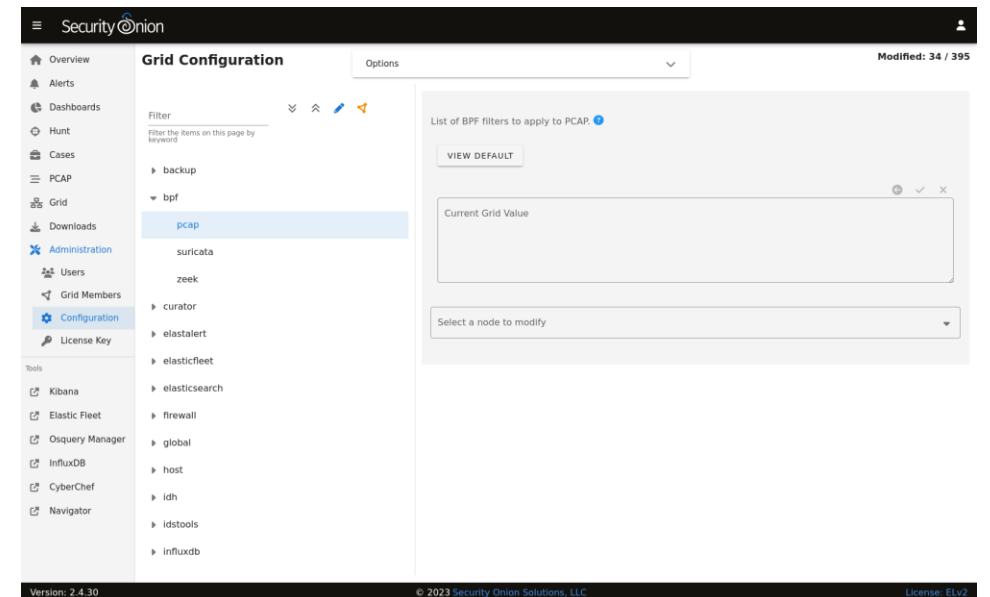 Security Onion
Overview
Alerts
Dashboards
Hunt
Cases
PCAP
Grid
Downloads
Administration
Users
Grid Members
Configuration
License Key
Tools
Kibana
Elastic Fleet
Osquery Manager
InfluxDB
CyberChef
Navigator
Grid Configuration
Options
Modified: 34 / 395
Filter
Filter the items on this page by
keyword
backup
bpf
pcap
suricata
zeek
curator
elastalert
elasticfleet
elasticsearch
firewall
global
host
idh
idstools
influxdb
List of BPF filters to apply to PCAP. ?
VIEW DEFAULT
Current Grid Value
Select a node to modify
Version: 2.4.30
© 2023 Security Onion Solutions, LLC
License: ELv2